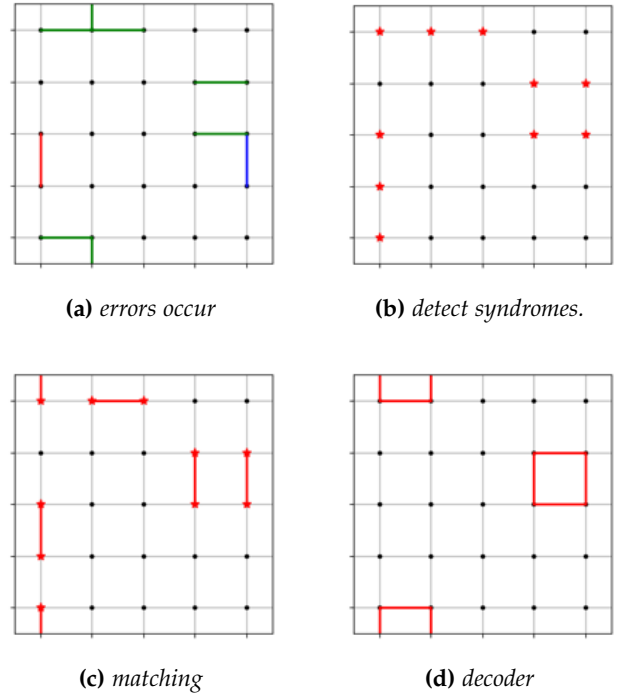 (a) errors occur
(b) detect syndromes.
(c) matching
(d) decoder